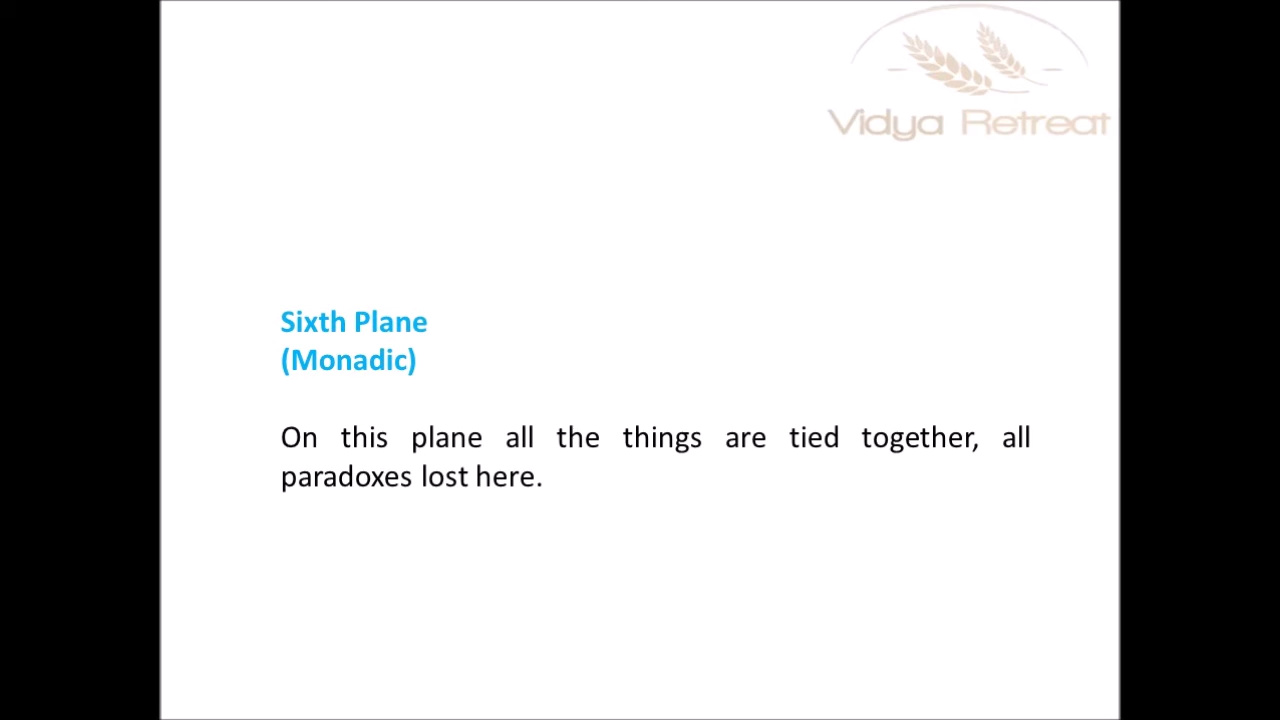 Vidya Retreat
Sixth Plane
(Monadic)
On this plane all the things are tied together, all
paradoxes lost here.